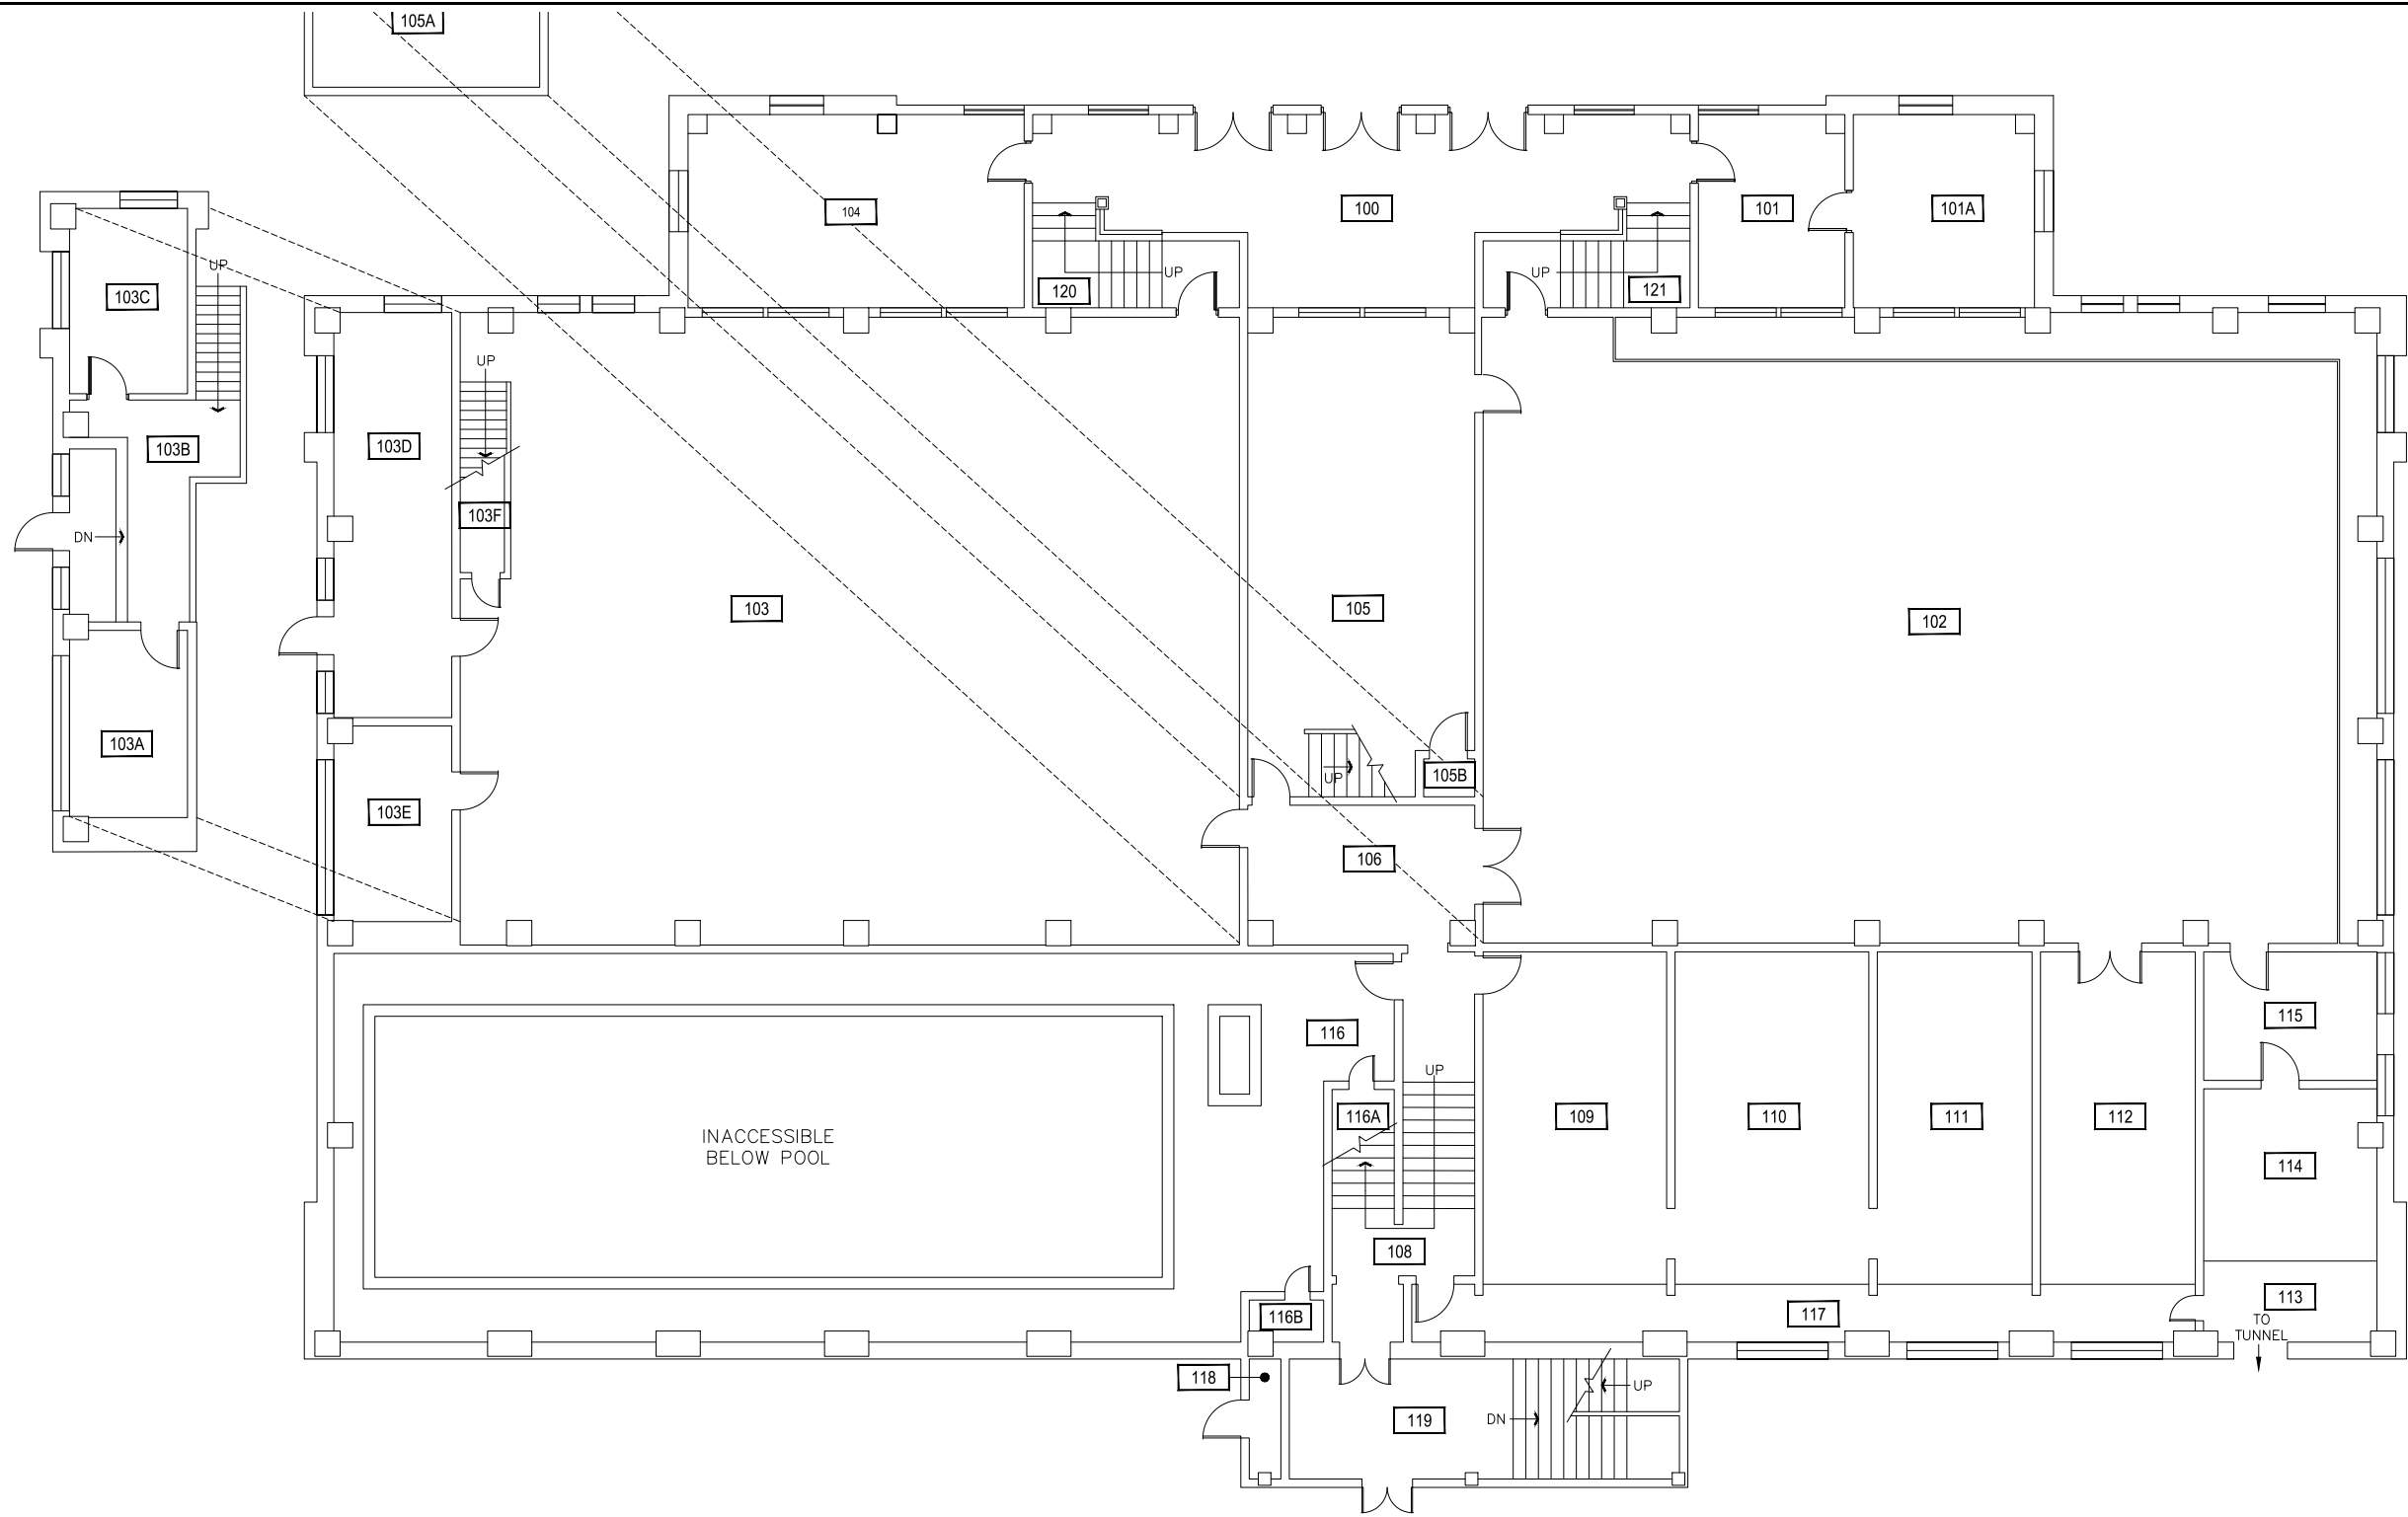 105A
104
100
101
101A
UP
103C
UP
UP
120
121
UP
103D
103B
103F
DN
103
105
102
103A
UP
105B
103E
106
116
115
UP
116A
109
110
111
112
INACCESSIBLE
BELOW POOL
114
108
113
116B
117
TO
TUNNEL
118
UP
119
DN